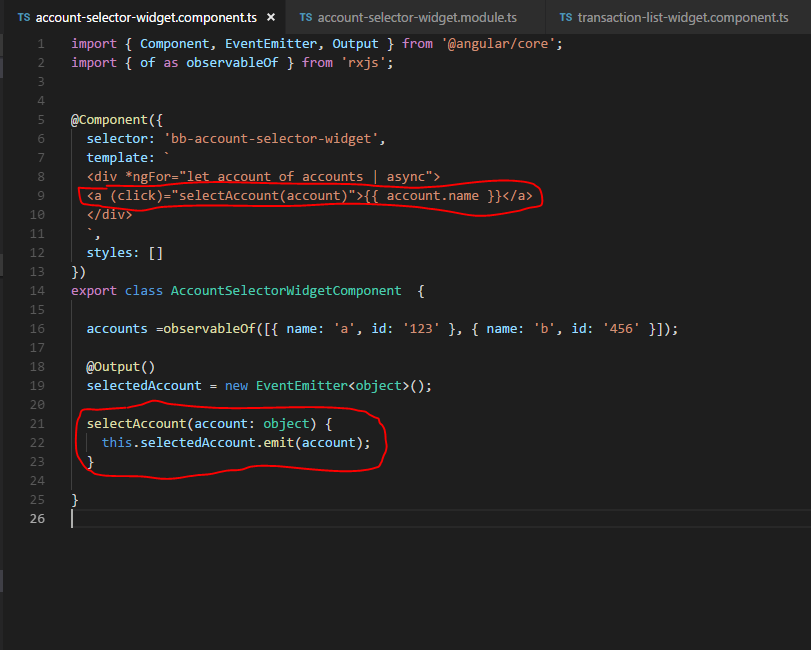 TS account-selector-widget.component.ts × TS account-selector-widget.module.ts TS transaction-list-widget.component.ts
1 import { Component, EventEmitter, Output } from '@angular/core';
2 import { of as observableOf } from 'rxjs';
3
4
5 @Component({
6 selector: 'bb-account-selector-widget',
7 template: `
8 <div *ngFor="let account of accounts | async">
9 <a (click)="selectAccount(account)">{{ account.name }}</a>
10 </div>
11 `,
12 styles: []
13 })
14 export class AccountSelectorWidgetComponent  {
15
16 accounts =observableOf([{ name: 'a', id: '123' }, { name: 'b', id: '456' }]);
17
18 @Output()
19 selectedAccount = new EventEmitter<object>();
20
21 selectAccount(account: object) {
22 this.selectedAccount.emit(account);
23 }
24
25 }
26